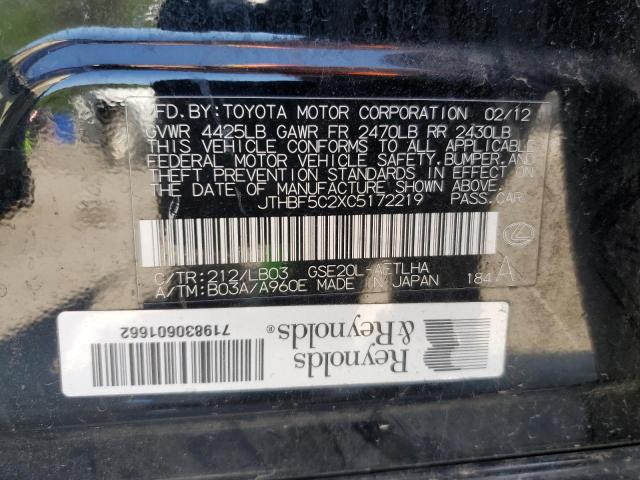 MFD. BY: TOYOTA MOTOR CORPORATION 02/12
GVWR 4425LB GAWR FR 2470LB RR 2430LB
THIS VEHICLE CONFORMS TO ALL APPLICABLE
FEDERAL MOTOR VEHICLE SAFETY, BUMPER, AND
THEFT PREVENTION STANDARDS IN EFFECT ON
THE DATE OF MANUFACTURE SHOWN ABOVE.
JTHBF5C2XC5172219 PASS. CAR
C/TR: 212/LB03 GSE20L-AETLHA
A/TM: B03A/A960E MADE IN JAPAN 184 A
Reynolds
& Reynolds®
719830601662